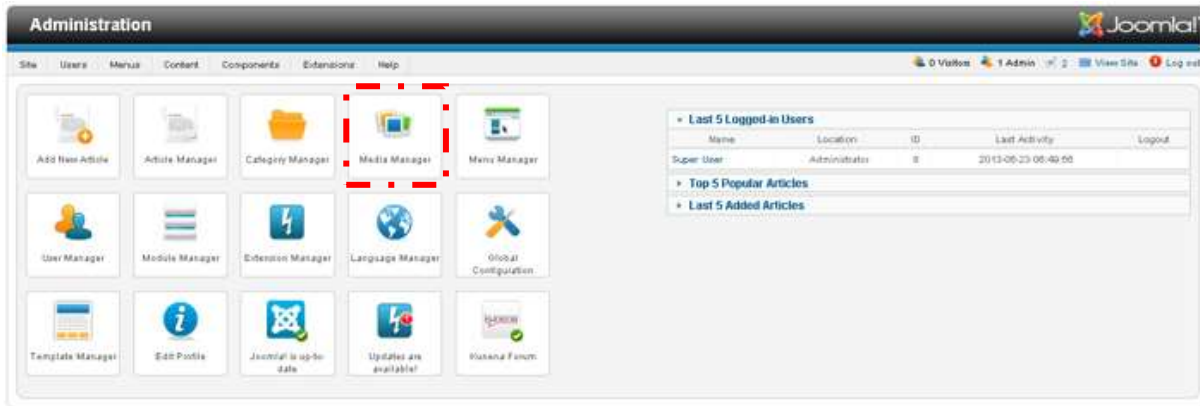 Administration
Joomla!
Site Users Menus Content Components Extensions Help
0 Visitors 1 Admin 2 View Site Log out
Add New Article Article Manager Category Manager Media Manager Menu Manager
Last 5 Logged-in Users
Name Location ID Last Activity Logout
Super User Administrator 2013-06-23 06:49:56
Top 5 Popular Articles
Last 5 Added Articles
User Manager Module Manager Extension Manager Language Manager Global
Configuration
Template Manager Edit Profile Joomla! is up-to-
date
Updates are
available!
Kunena Forum